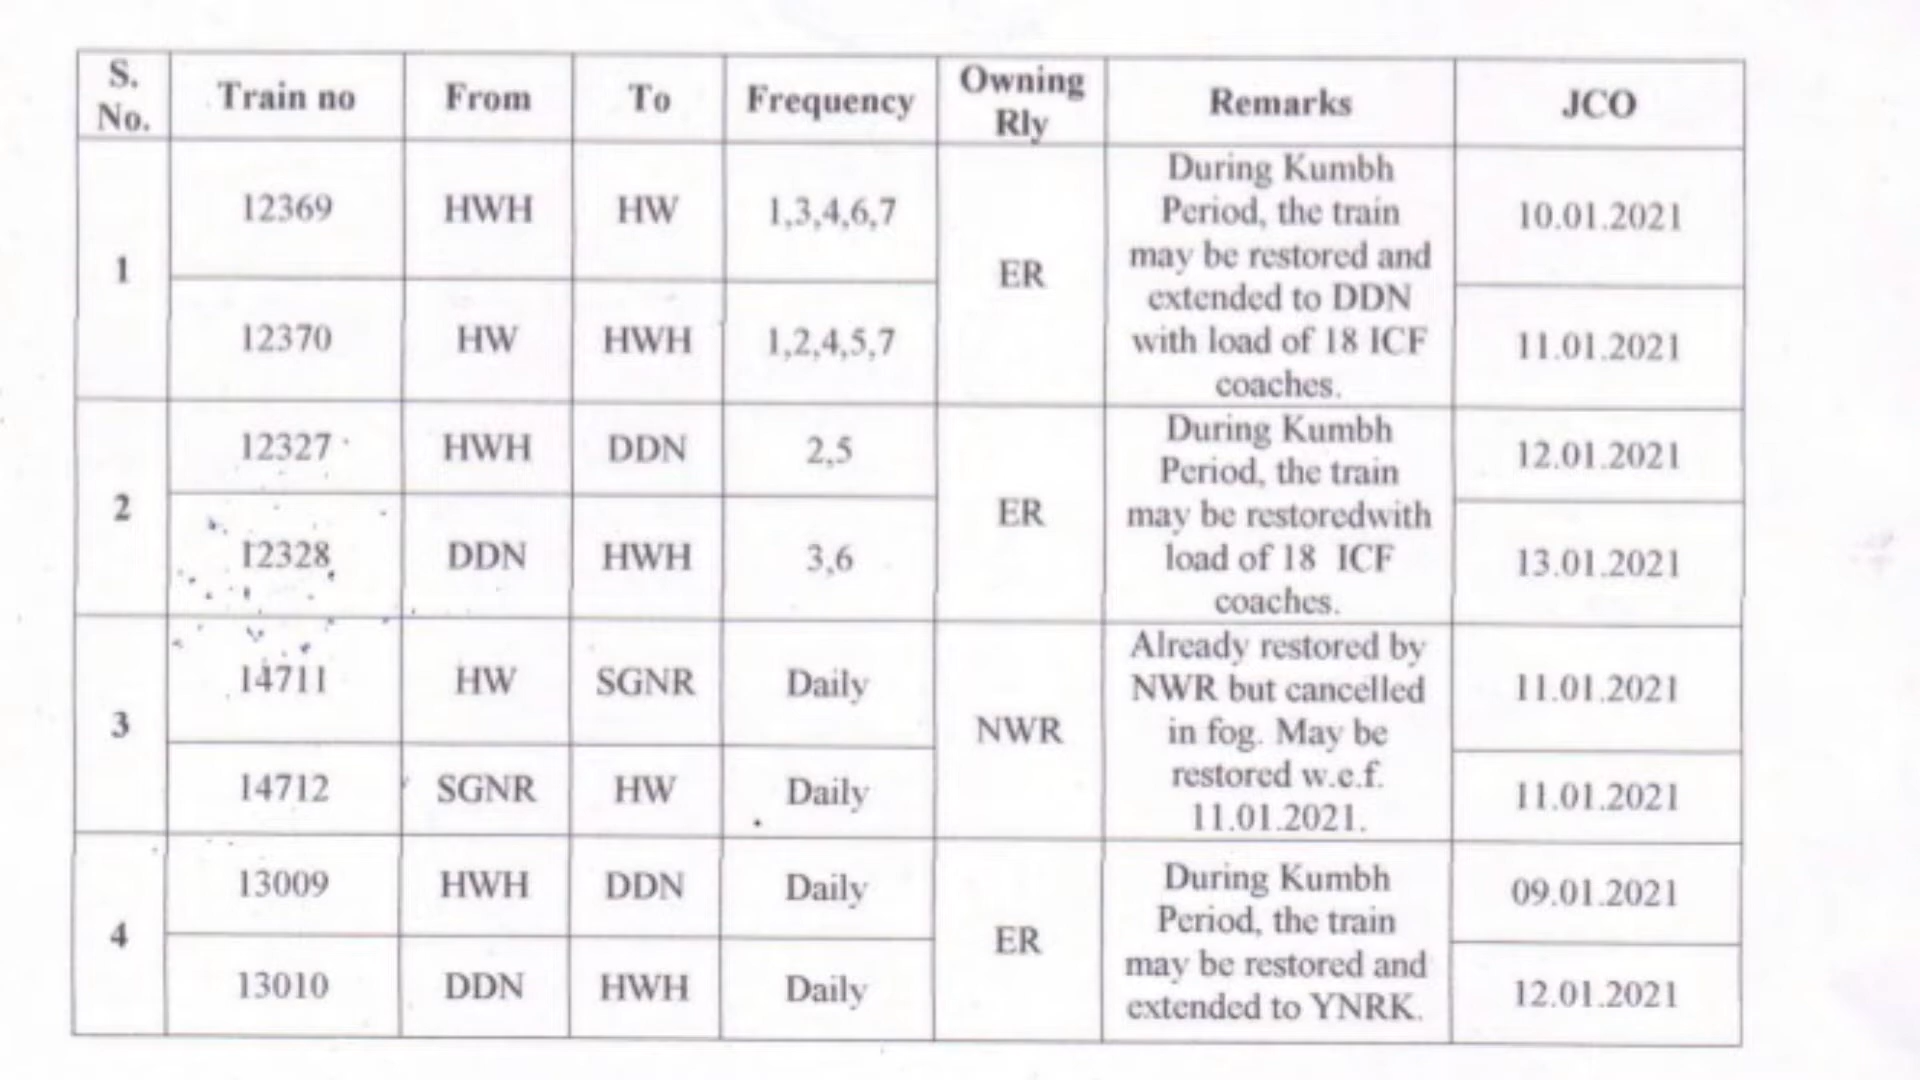 S. No. Train no From To Frequency Owning Rly Remarks JCO
1 12369 HWH HW 1,3,4,6,7 ER During Kumbh 10.01.2021
Period, the train
may be restored and
extended to DDN
12370 HW HWH 1,2,4,5,7 with load of 18 ICF 11.01.2021
coaches.
2 12327 HWH DDN 2,5 ER During Kumbh 12.01.2021
Period, the train
may be restoredwith
12328 DDN HWH 3,6 load of 18 ICF 13.01.2021
coaches.
3 14711 HW SGNR Daily NWR Already restored by 11.01.2021
NWR but cancelled
in fog. May be
14712 SGNR HW Daily restored w.e.f. 11.01.2021
11.01.2021.
4 13009 HWH DDN Daily ER During Kumbh 09.01.2021
Period, the train
may be restored and
13010 DDN HWH Daily extended to YNRK. 12.01.2021